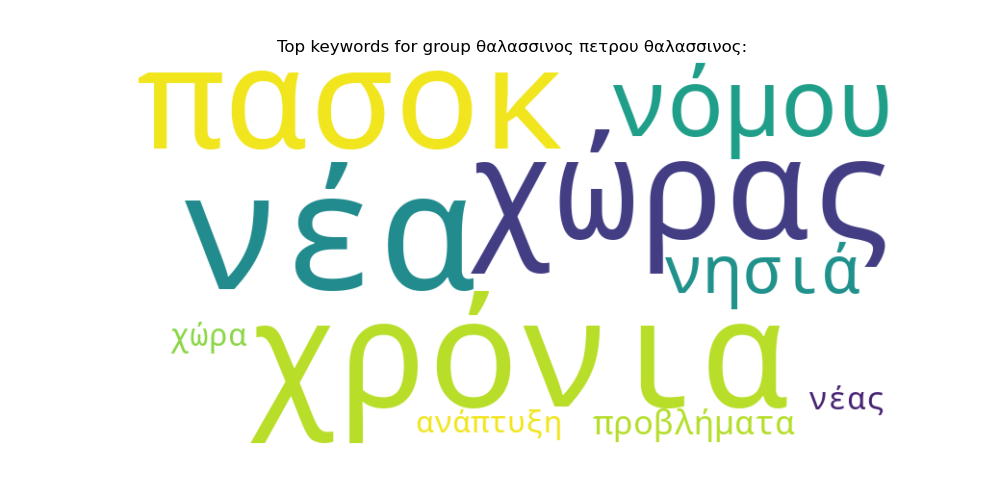 Top keywords for group θαλασσινος πετρου θαλασσινος:
πασοκ
νόμου
νέα
χώρας
νησιά
χώρα
χρόνια
νέας
ανάπτυξη
προβλήματα